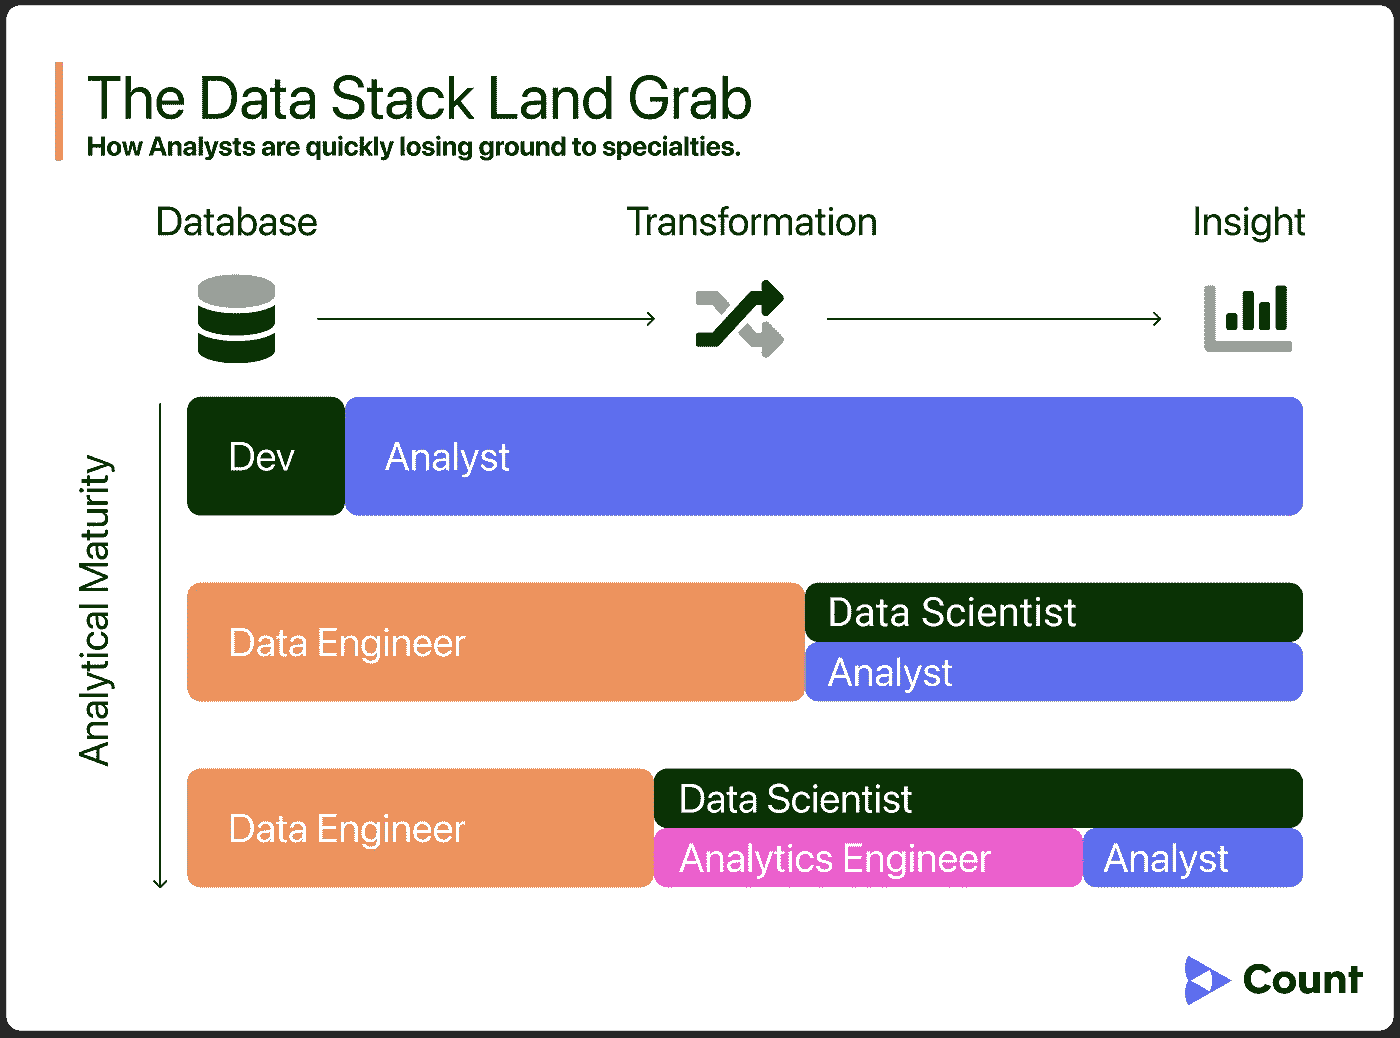 The Data Stack Land Grab
How Analysts are quickly losing ground to specialties.
Database
Transformation
Insight
Analytical Maturity
Dev
Analyst
Data Engineer
Data Scientist
Analyst
Data Engineer
Data Scientist
Analytics Engineer
Analyst
Count